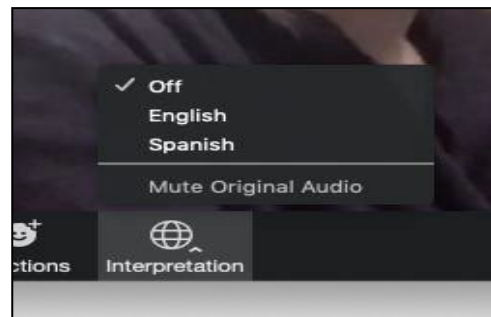 Off
English
Spanish
Mute Original Audio
ctions Interpretation